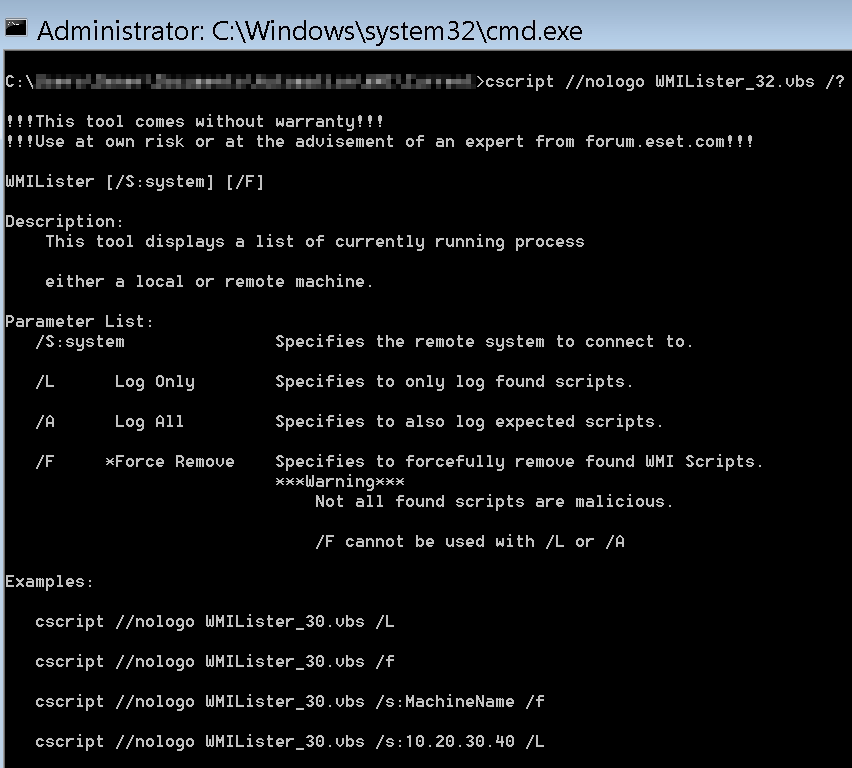 Administrator: C:\Windows\system32\cmd.exe
C:\ >cscript //nologo WMILister_32.vbs /?
!!!This tool comes without warranty!!!
!!!Use at own risk or at the advisement of an expert from forum.eset.com!!!
WMILister [/S:system] [/F]
Description:
This tool displays a list of currently running process
either a local or remote machine.
Parameter List:
/S:system Specifies the remote system to connect to.
/L Log Only Specifies to only log found scripts.
/A Log All Specifies to also log expected scripts.
/F *Force Remove Specifies to forcefully remove found WMI Scripts.
***Warning***
Not all found scripts are malicious.
/F cannot be used with /L or /A
Examples:
cscript //nologo WMILister_30.vbs /L
cscript //nologo WMILister_30.vbs /f
cscript //nologo WMILister_30.vbs /s:MachineName /f
cscript //nologo WMILister_30.vbs /s:10.20.30.40 /L